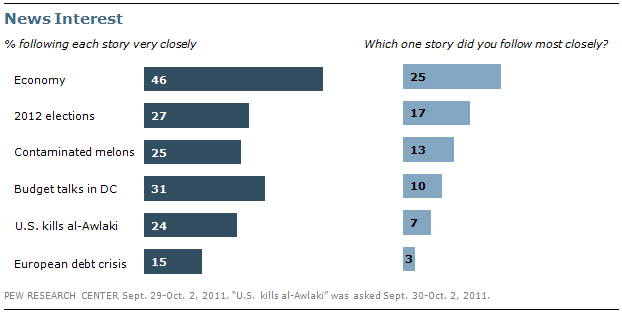 News Interest
% following each story very closely
Which one story did you follow most closely?
Economy 46 25
2012 elections 27 17
Contaminated melons 25 13
Budget talks in DC 31 10
U.S. kills al-Awlaki 24 7
European debt crisis 15 3
PEW RESEARCH CENTER Sept. 29-Oct. 2, 2011. “U.S. kills al-Awlaki” was asked Sept. 30-Oct. 2, 2011.